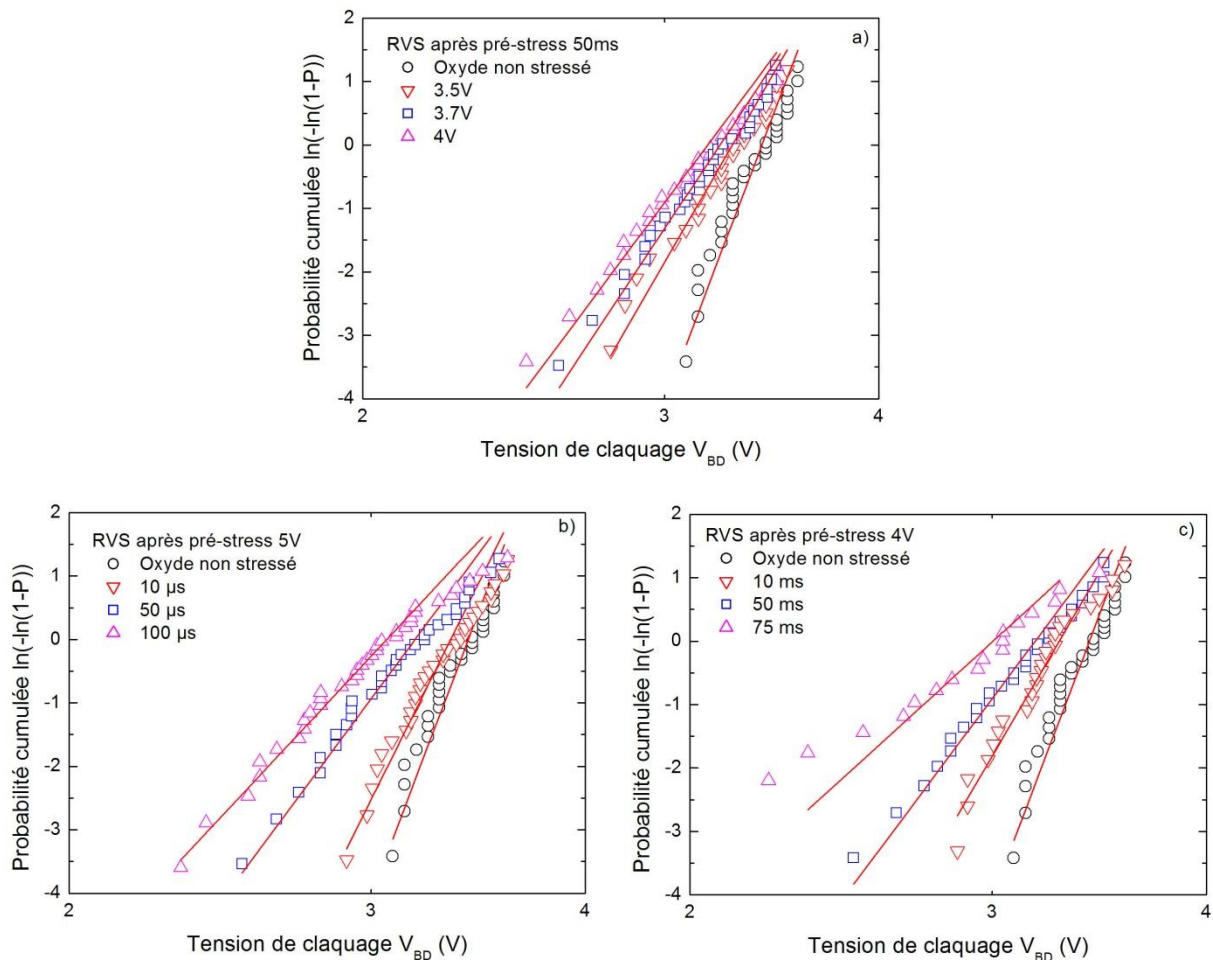 a)
RVS après pré-stress 50ms
Oxyde non stressé
3.5V
3.7V
4V
2
1
0
-1
-2
-3
-4
2
3
4
Probabilité cumulée ln(-ln(1-P))
Tension de claquage V_BD (V)
b)
RVS après pré-stress 5V
Oxyde non stressé
10 µs
50 µs
100 µs
2
1
0
-1
-2
-3
-4
2
3
4
Probabilité cumulée ln(-ln(1-P))
Tension de claquage V_BD (V)
c)
RVS après pré-stress 4V
Oxyde non stressé
10 ms
50 ms
75 ms
2
1
0
-1
-2
-3
-4
2
3
4
Probabilité cumulée ln(-ln(1-P))
Tension de claquage V_BD (V)